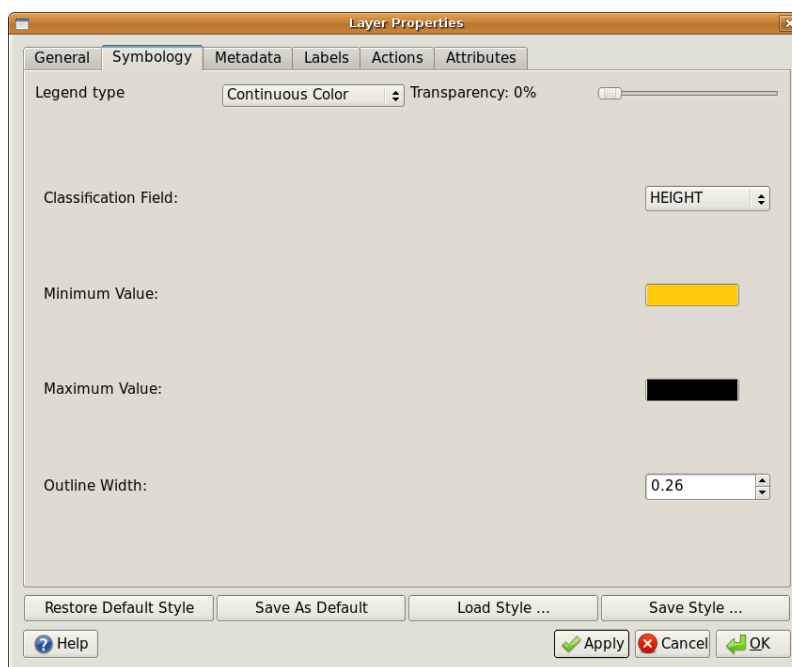 Layer Properties
General Symbology Metadata Labels Actions Attributes
Legend type Continuous Color Transparency: 0%
Classification Field: HEIGHT
Minimum Value:
Maximum Value:
Outline Width: 0.26
Restore Default Style Save As Default Load Style ... Save Style ...
Help Apply Cancel OK